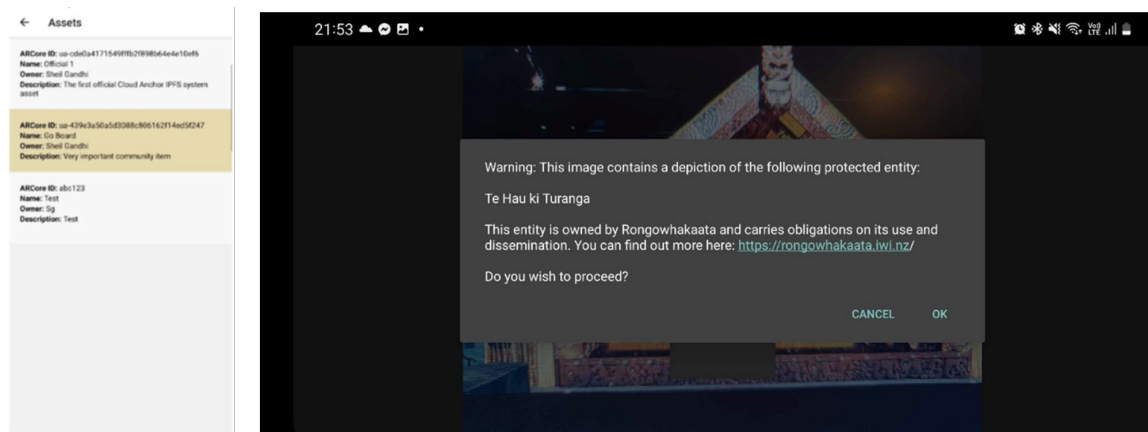 ← Assets
ARCore ID: ua-cde0a4171549fffb2f898b64e4e10ef6
Name: Official 1
Owner: Sheil Gandhi
Description: The first official Cloud Anchor IPFS system
asset
ARCore ID: ua-439e3a50a5d3088c806162f14ed5f247
Name: Go Board
Owner: Sheil Gandhi
Description: Very important community item
ARCore ID: abc123
Name: Test
Owner: Sg
Description: Test
21:53
Warning: This image contains a depiction of the following protected entity:
Te Hau ki Turanga
This entity is owned by Rongowhakaata and carries obligations on its use and
dissemination. You can find out more here: https://rongowhakaata.iwi.nz/
Do you wish to proceed?
CANCEL OK